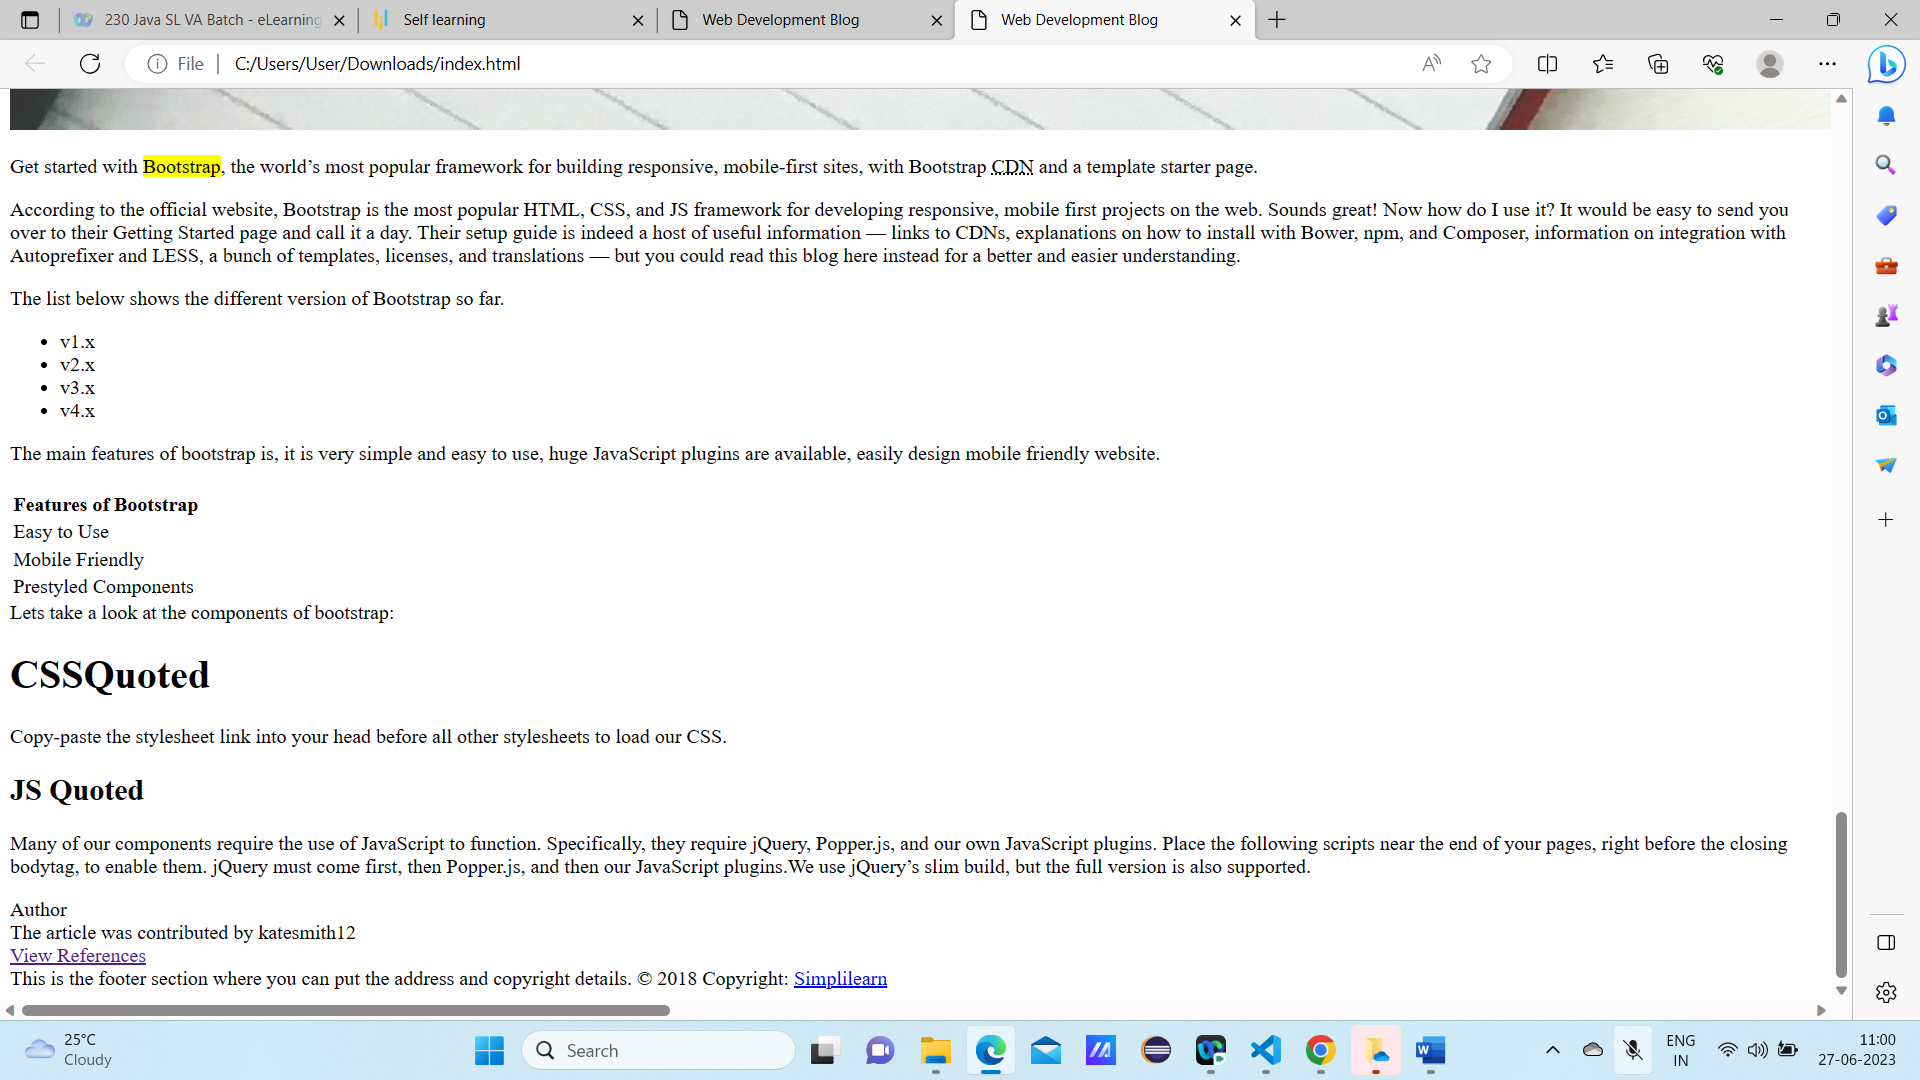 230 Java SL VA Batch - eLearning
Self learning
Web Development Blog
Web Development Blog
File
C:/Users/User/Downloads/index.html
Get started with Bootstrap, the world’s most popular framework for building responsive, mobile-first sites, with Bootstrap CDN and a template starter page.
According to the official website, Bootstrap is the most popular HTML, CSS, and JS framework for developing responsive, mobile first projects on the web. Sounds great! Now how do I use it? It would be easy to send you
over to their Getting Started page and call it a day. Their setup guide is indeed a host of useful information — links to CDNs, explanations on how to install with Bower, npm, and Composer, information on integration with
Autoprefixer and LESS, a bunch of templates, licenses, and translations — but you could read this blog here instead for a better and easier understanding.
The list below shows the different version of Bootstrap so far.
• v1.x
• v2.x
• v3.x
• v4.x
The main features of bootstrap is, it is very simple and easy to use, huge JavaScript plugins are available, easily design mobile friendly website.
Features of Bootstrap
Easy to Use
Mobile Friendly
Prestyled Components
Lets take a look at the components of bootstrap:
CSSQuoted
Copy-paste the stylesheet link into your head before all other stylesheets to load our CSS.
JS Quoted
Many of our components require the use of JavaScript to function. Specifically, they require jQuery, Popper.js, and our own JavaScript plugins. Place the following scripts near the end of your pages, right before the closing
bodytag, to enable them. jQuery must come first, then Popper.js, and then our JavaScript plugins.We use jQuery’s slim build, but the full version is also supported.
Author
The article was contributed by katesmith12
View References
This is the footer section where you can put the address and copyright details. © 2018 Copyright: Simplilearn
25°C
Cloudy
Search
ENG
IN
11:00
27-06-2023